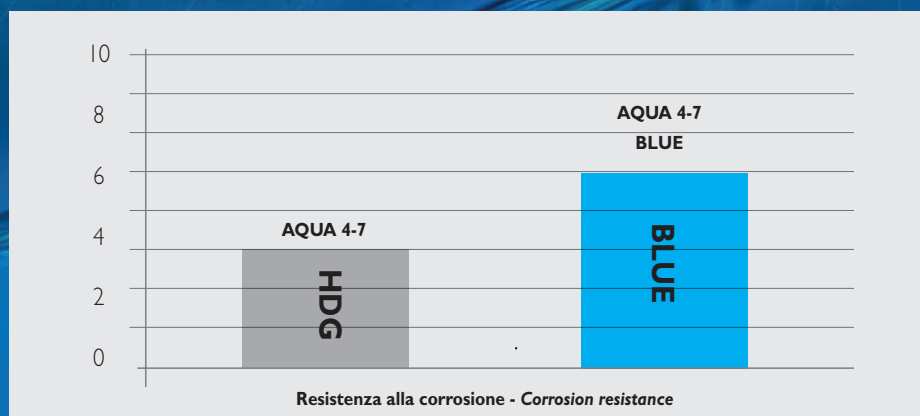 10
8
AQUA 4-7
BLUE
6
AQUA 4-7
4
BLUE
HDG
2
0
Resistenza alla corrosione - Corrosion resistance